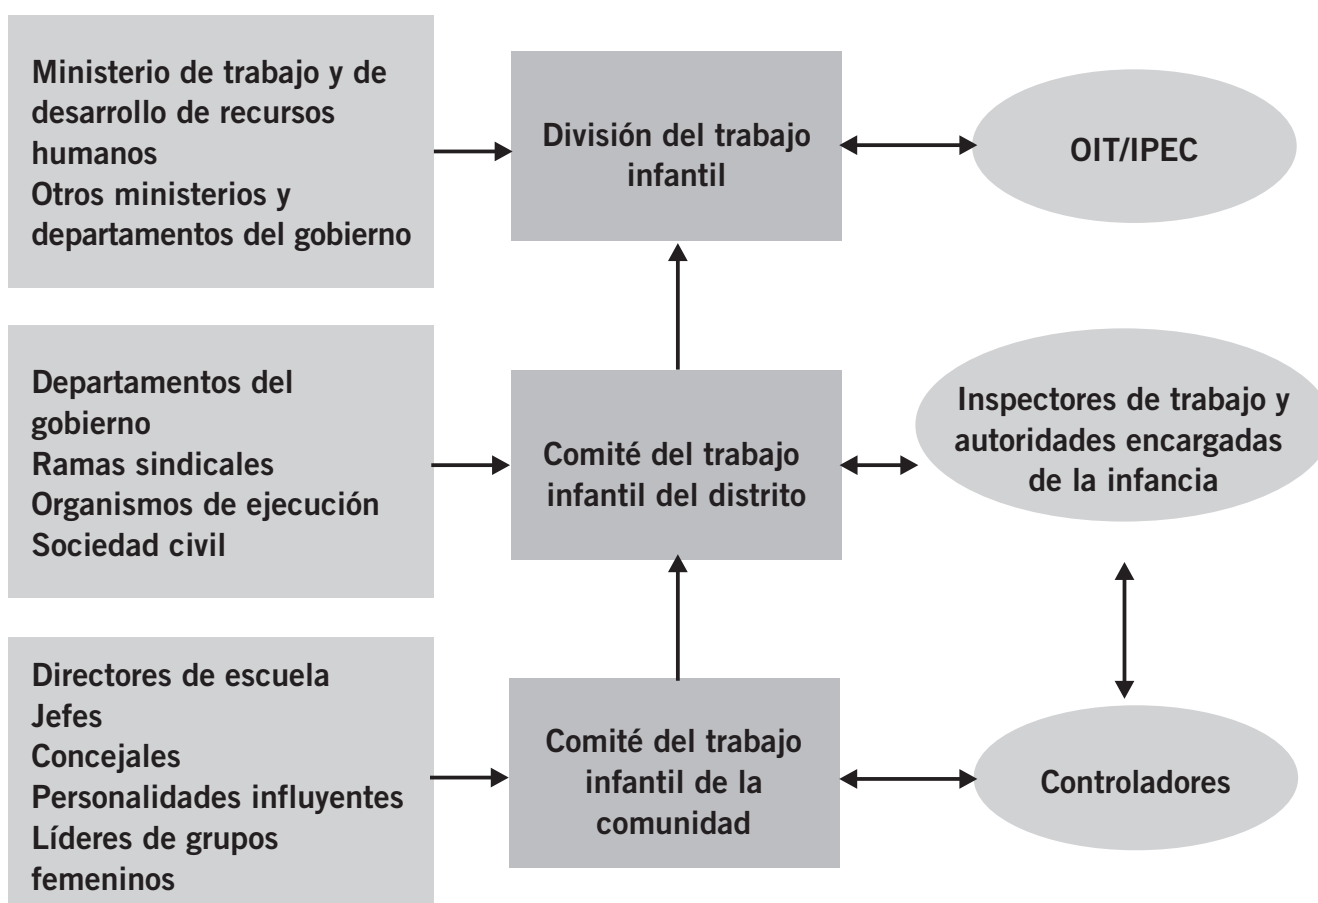 Ministerio de trabajo y de
desarrollo de recursos
humanos
Otros ministerios y
departamentos del gobierno
División del trabajo
infantil
OIT/IPEC
Departamentos del
gobierno
Ramas sindicales
Organismos de ejecución
Sociedad civil
Comité del trabajo
infantil del distrito
Inspectores de trabajo y
autoridades encargadas
de la infancia
Directores de escuela
Jefes
Concejales
Personalidades influyentes
Líderes de grupos
femeninos
Comité del trabajo
infantil de la
comunidad
Controladores